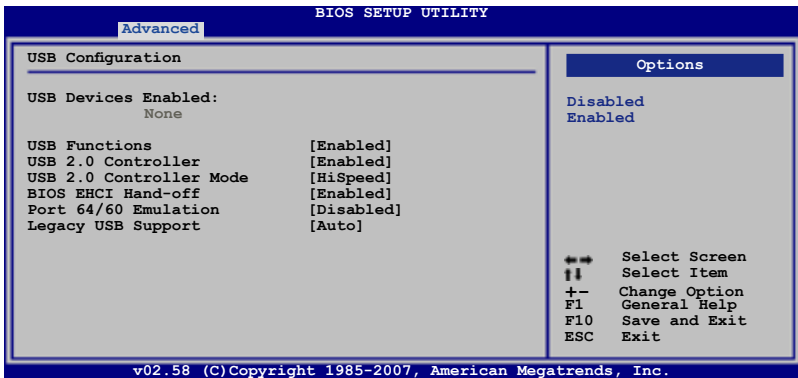 BIOS SETUP UTILITY
Advanced
USB Configuration
USB Devices Enabled:
None
USB Functions [Enabled]
USB 2.0 Controller [Enabled]
USB 2.0 Controller Mode [HiSpeed]
BIOS EHCI Hand-off [Enabled]
Port 64/60 Emulation [Disabled]
Legacy USB Support [Auto]
Options
Disabled
Enabled
←→ Select Screen
↑↓ Select Item
+- Change Option
F1 General Help
F10 Save and Exit
ESC Exit
v02.58 (C)Copyright 1985-2007, American Megatrends, Inc.